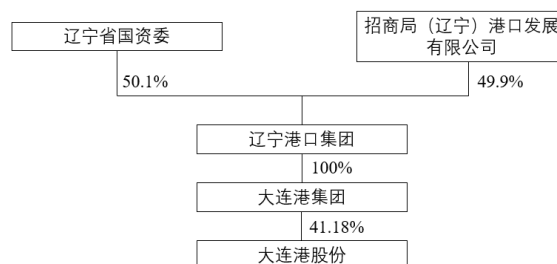 辽宁省国资委
招商局（辽宁）港口发展
有限公司
50.1%
49.9%
辽宁港口集团
100%
大连港集团
41.18%
大连港股份